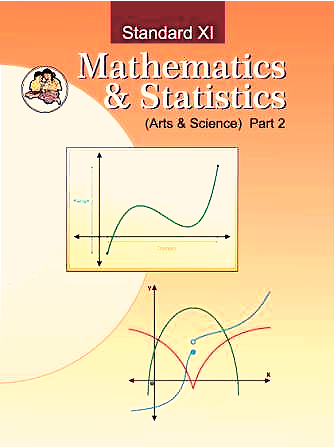 Standard XI
Mathematics
& Statistics
(Arts & Science) Part 2
Y
X